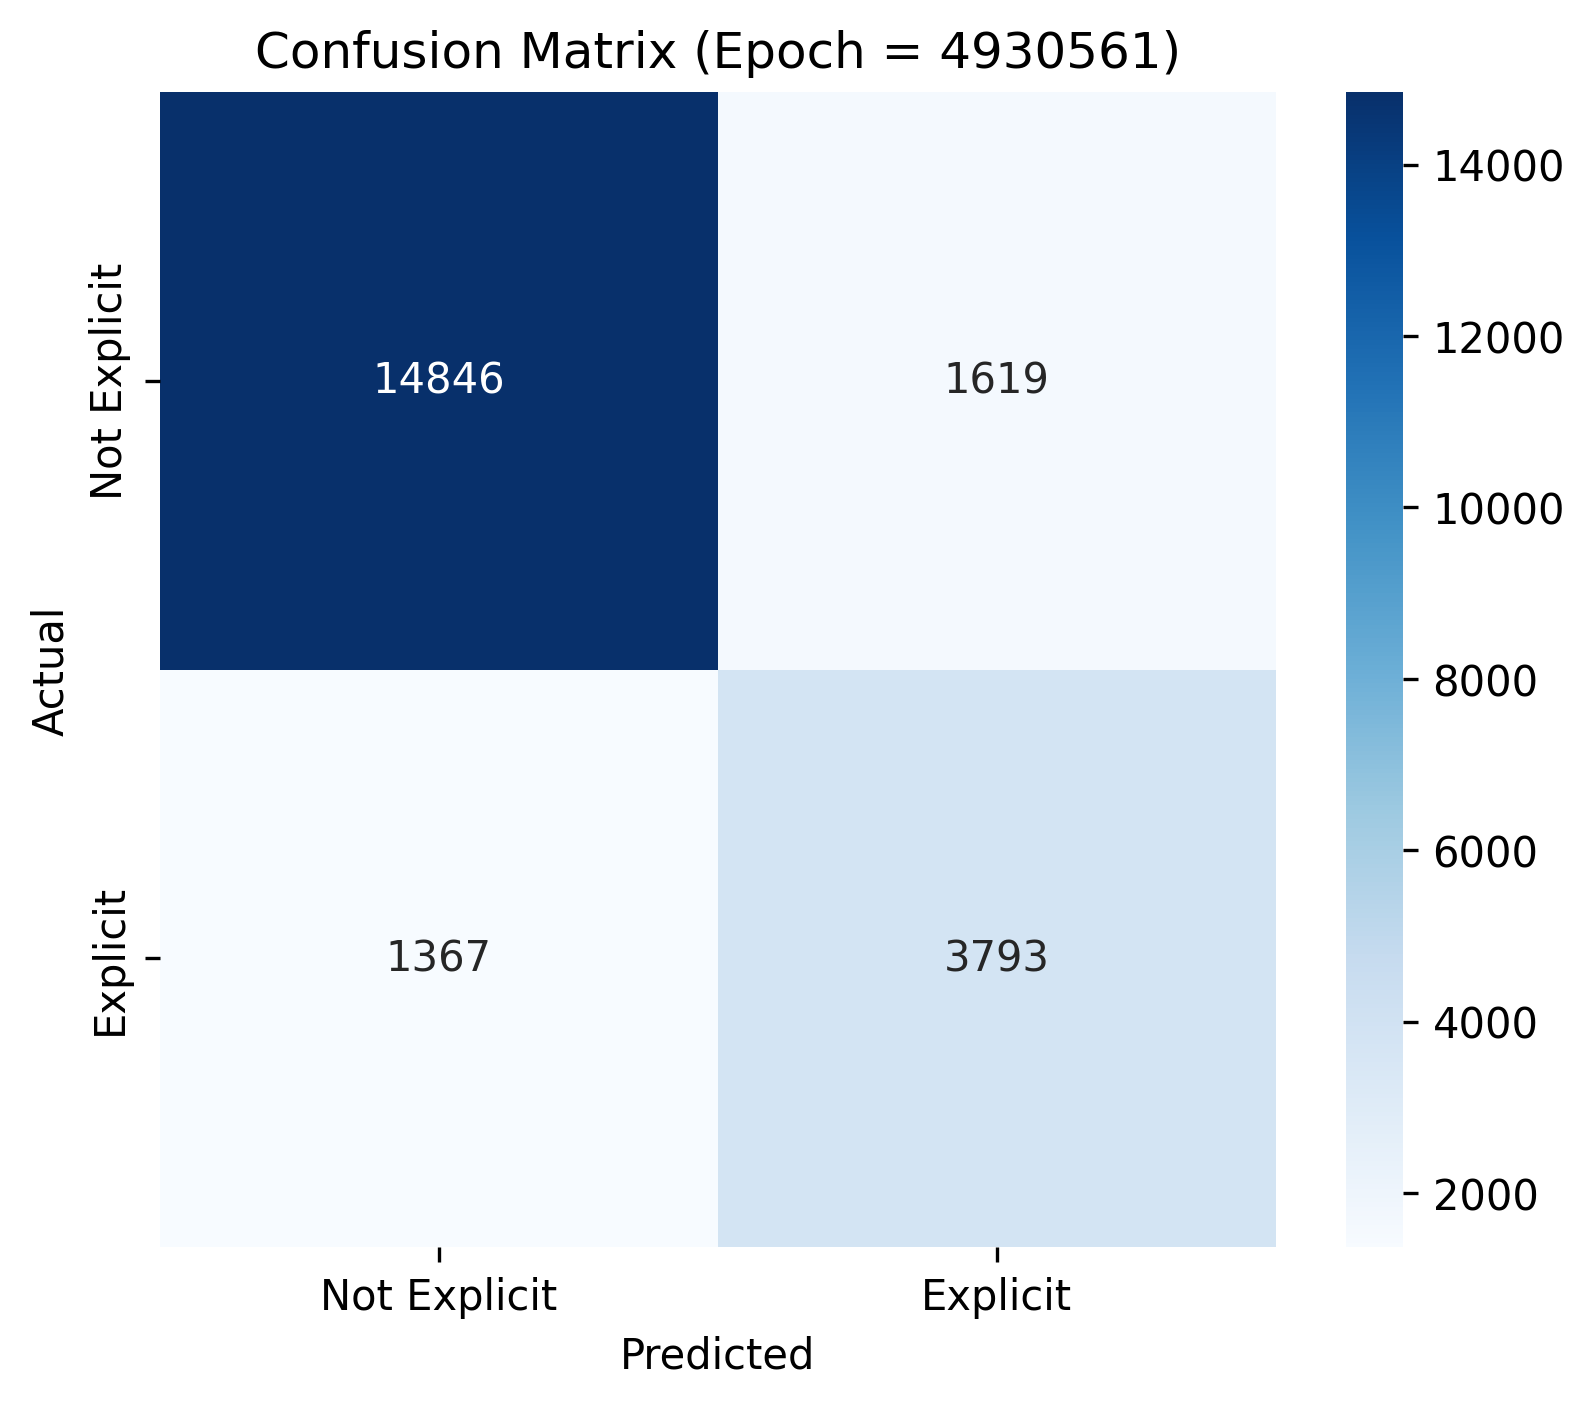 Confusion Matrix (Epoch = 4930561)
Actual
Not Explicit
14846
1619
Explicit
1367
3793
Not Explicit
Explicit
Predicted
14000
12000
10000
8000
6000
4000
2000